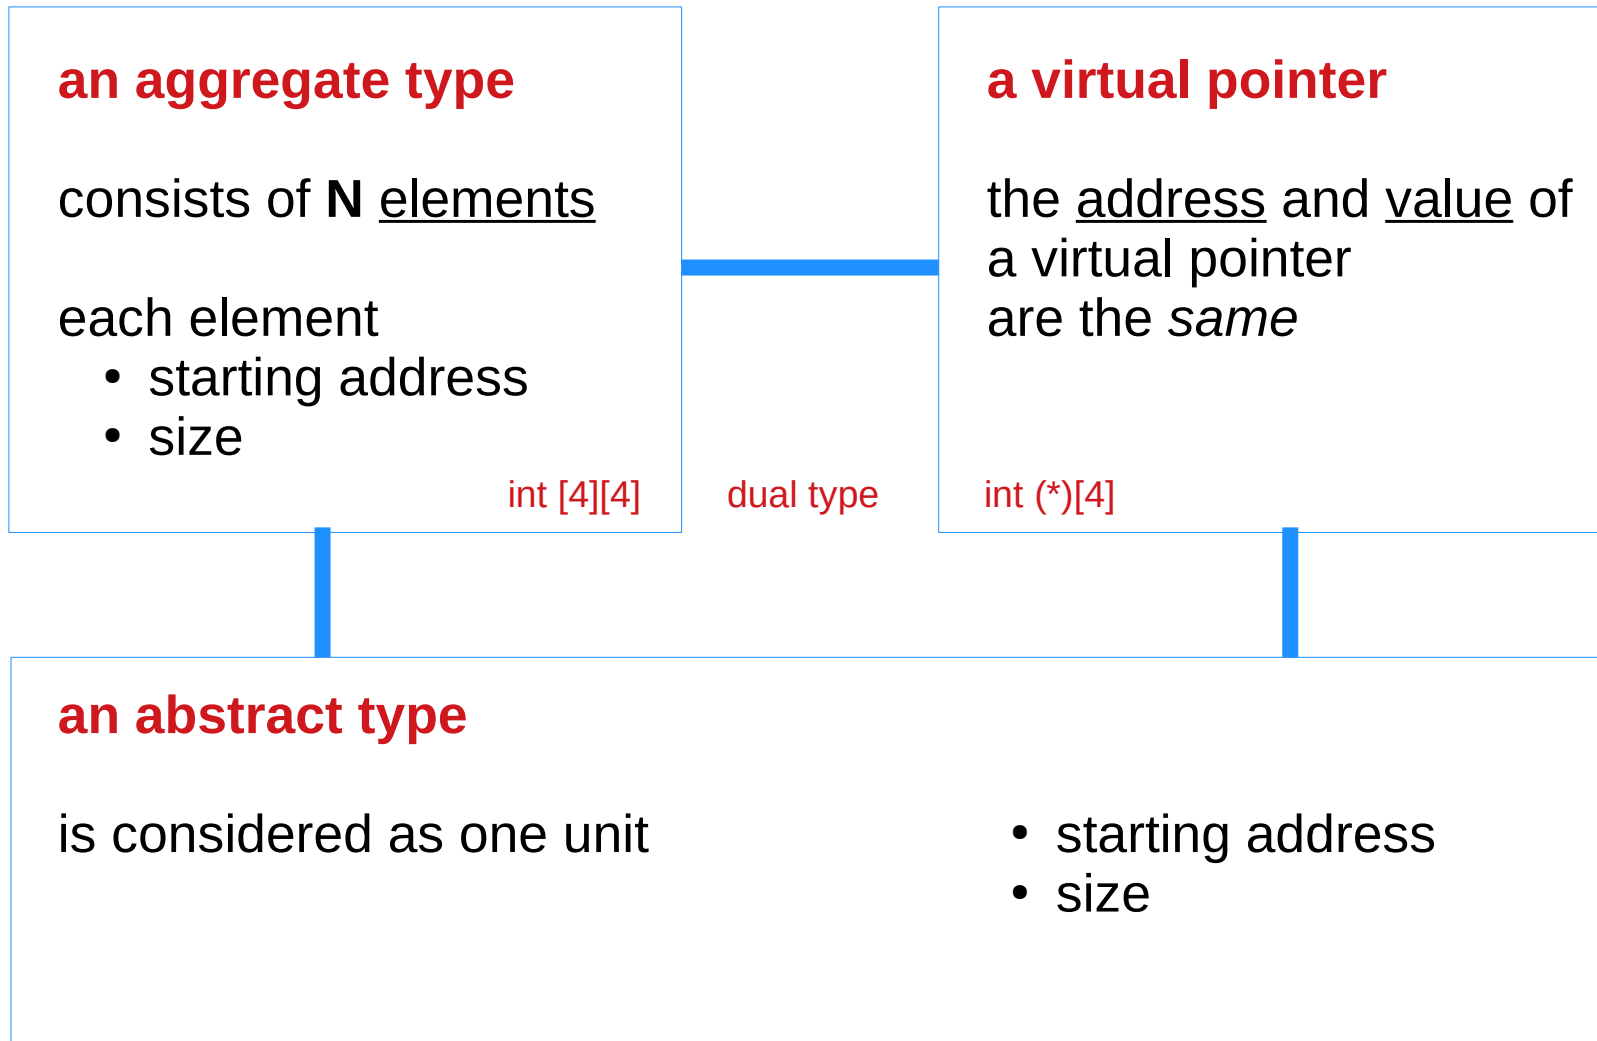 an aggregate type
consists of N elements
each element
• starting address
• size
int [4][4]
dual type
a virtual pointer
the address and value of
a virtual pointer
are the same
int (*)[4]
an abstract type
is considered as one unit
• starting address
• size